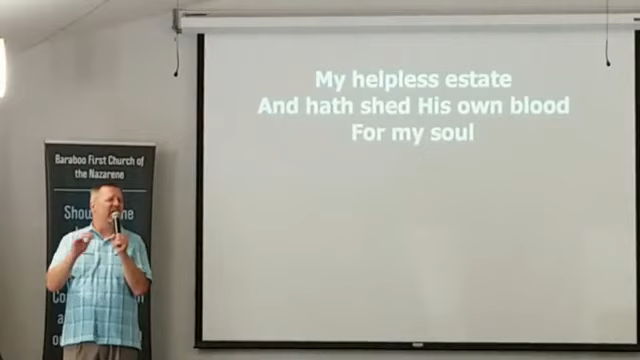 My helpless estate
And hath shed His own blood
For my soul
Baraboo First Church of
the Nazarene